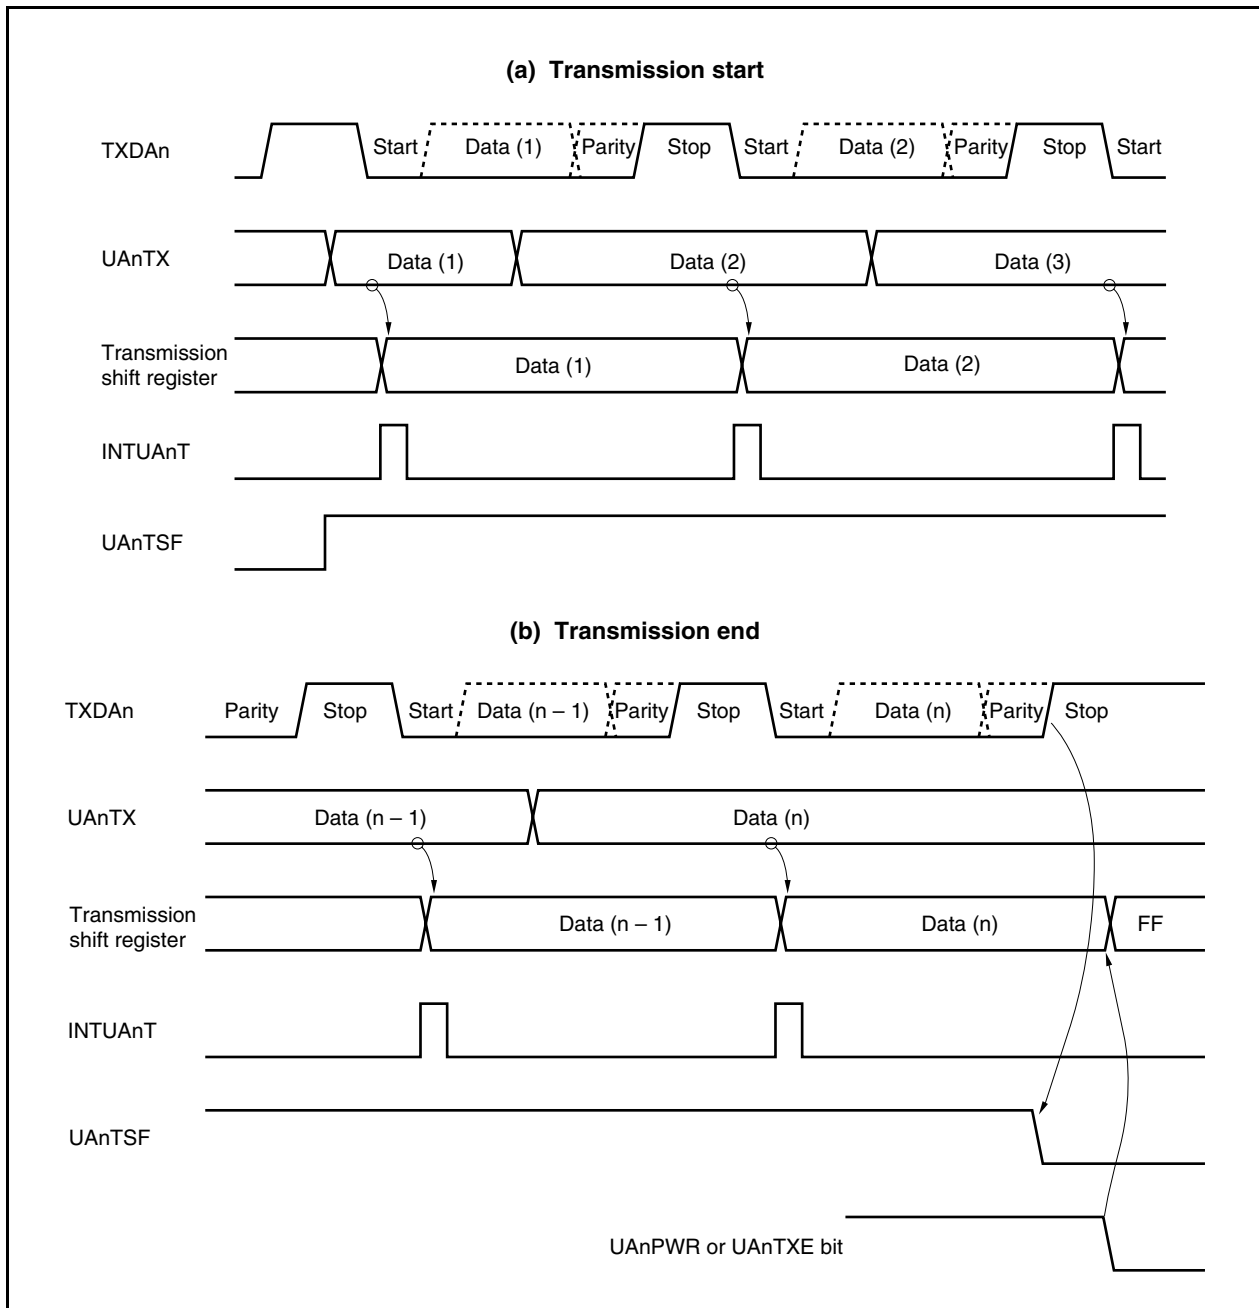 (a) Transmission start
TXDAn Start Data (1) Parity Stop Start Data (2) Parity Stop Start
UAnTX Data (1) Data (2) Data (3)
Transmission
shift register
Data (1) Data (2)
INTUAnT
UAnTSF
(b) Transmission end
TXDAn Parity Stop Start Data (n – 1) Parity Stop Start Data (n) Parity Stop
UAnTX Data (n – 1) Data (n)
Transmission
shift register
Data (n – 1) Data (n) FF
INTUAnT
UAnTSF
UAnPWR or UAnTXE bit